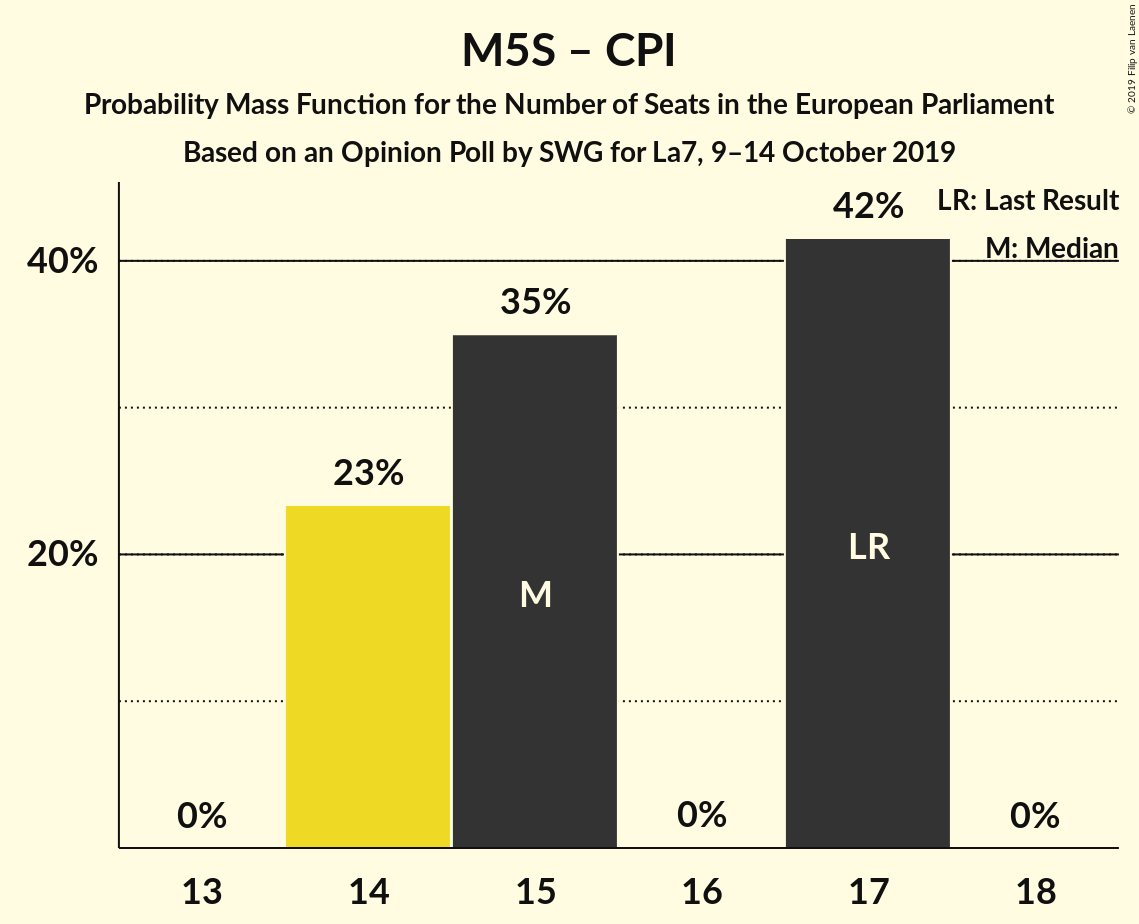 M5S – CPI
Probability Mass Function for the Number of Seats in the European Parliament
Based on an Opinion Poll by SWG for La7, 9–14 October 2019
© 2019 Filip van Laenen
LR: Last Result
M: Median
40%
20%
0%
23%
35%
0%
42%
0%
M
LR
13
14
15
16
17
18